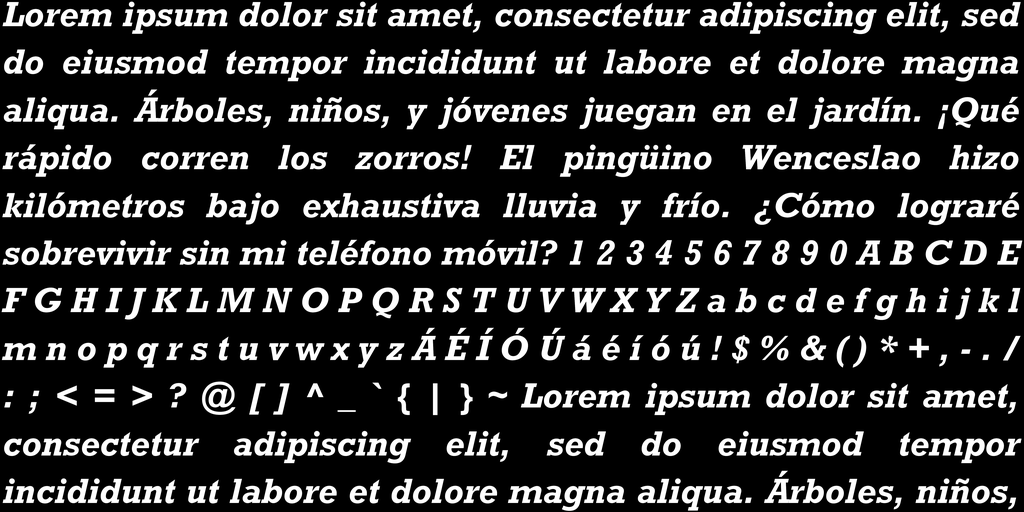 Lorem ipsum dolor sit amet, consectetur adipiscing elit, sed
do eiusmod tempor incididunt ut labore et dolore magna
aliqua. Árboles, niños, y jóvenes juegan en el jardín. ¡Qué
rápido corren los zorros! El pingüino Wenceslao hizo
kilómetros bajo exhaustiva lluvia y frío. ¿Cómo lograré
sobrevivir sin mi teléfono móvil? 1 2 3 4 5 6 7 8 9 0 A B C D E
F G H I J K L M N O P Q R S T U V W X Y Z a b c d e f g h i j k l
m n o p q r s t u v w x y z Á É Í Ó Ú á é í ó ú ! $ % & ( ) * + , - . /
: ; < = > ? @ [ ] ^ _ ` { | } ~ Lorem ipsum dolor sit amet,
consectetur adipiscing elit, sed do eiusmod tempor
incididunt ut labore et dolore magna aliqua. Árboles, niños,